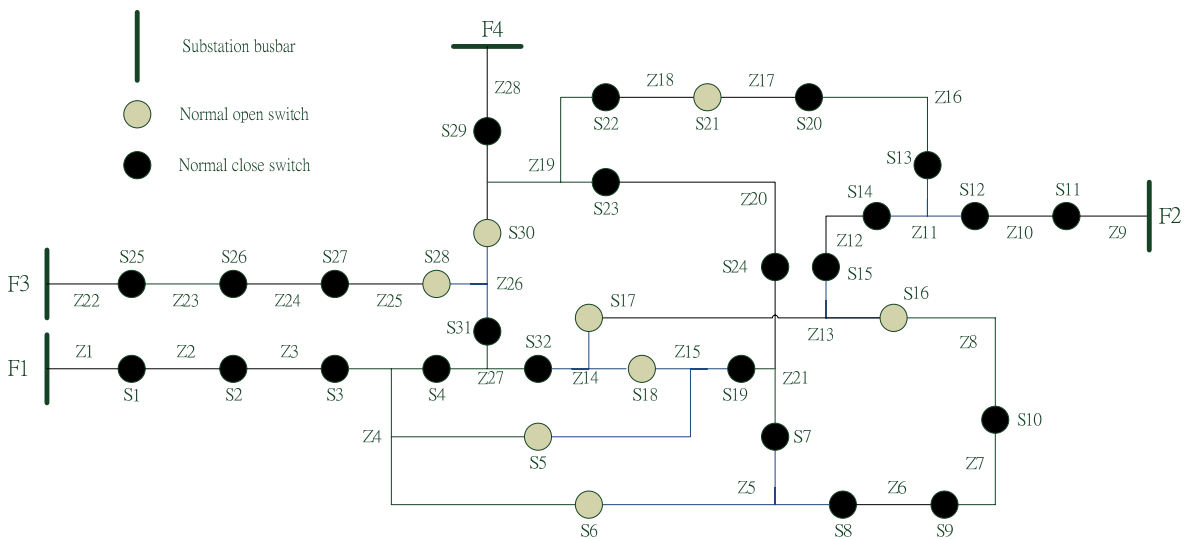 F4
Substation busbar
Z28
Z18
Z17
Z16
Normal open switch
S29
S22
S21
S20
Normal close switch
Z19
S13
S23
Z20
S14
S12
S11
F2
S30
Z12
Z11
Z10
Z9
S25
S26
S27
S28
S24
S15
F3
Z26
Z22
Z23
Z24
Z25
S17
S16
S31
Z13
Z8
S32
Z1
Z2
Z3
Z15
F1
Z27
Z14
Z21
S1
S2
S3
S4
S18
S19
S10
Z4
S7
S5
Z7
Z5
Z6
S6
S8
S9